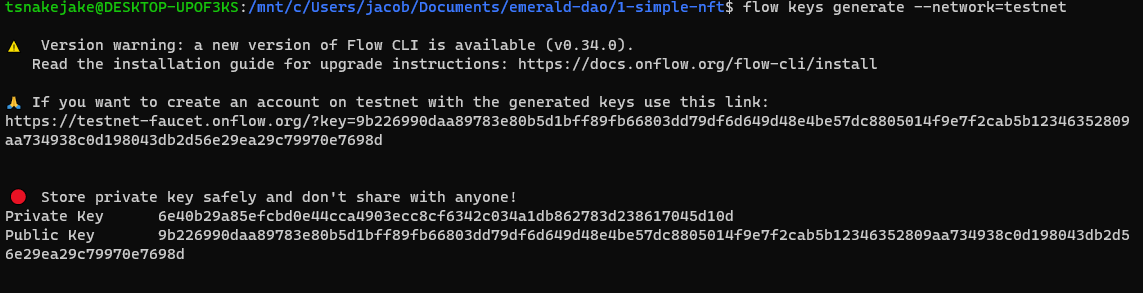 tsnakejake@DESKTOP-UPOF3KS:/mnt/c/Users/jacob/Documents/emerald-dao/1-simple-nft$ flow keys generate --network=testnet
⚠️ Version warning: a new version of Flow CLI is available (v0.34.0).
Read the installation guide for upgrade instructions: https://docs.onflow.org/flow-cli/install
🙏 If you want to create an account on testnet with the generated keys use this link:
https://testnet-faucet.onflow.org/?key=9b226990daa89783e80b5d1bff89fb66803dd79df6d649d48e4be57dc8805014f9e7f2cab5b12346352809
aa734938c0d198043db2d56e29ea29c79970e7698d
🔴 Store private key safely and don't share with anyone!
Private Key 6e40b29a85efcbd0e44cca4903ecc8cf6342c034a1db862783d238617045d10d
Public Key 9b226990daa89783e80b5d1bff89fb66803dd79df6d649d48e4be57dc8805014f9e7f2cab5b12346352809aa734938c0d198043db2d5
6e29ea29c79970e7698d